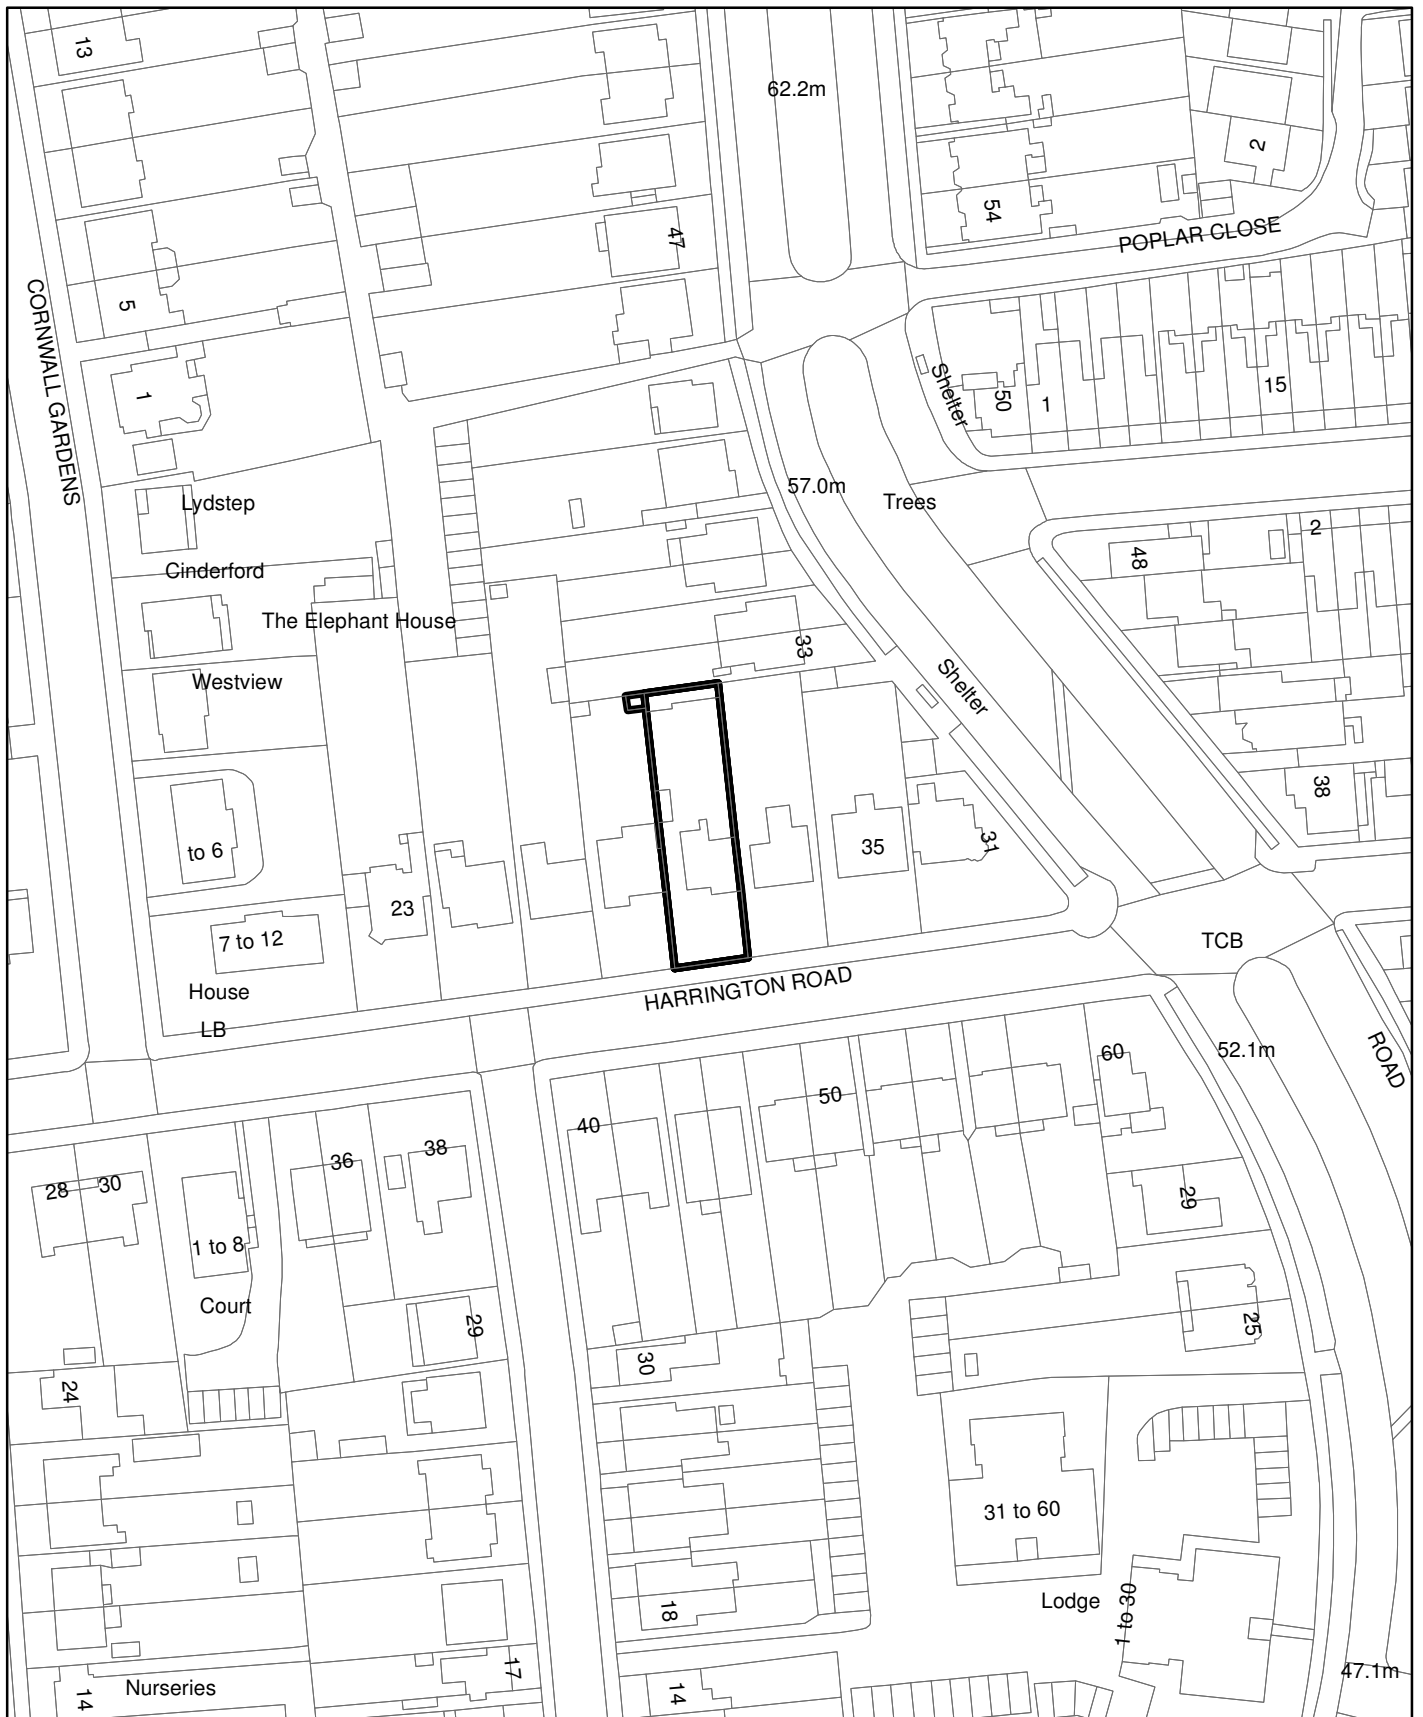 13
62.2m
2
54
47
POPLAR CLOSE
5
CORNWALL GARDENS
1
Shelter
50
1
15
Lydstep
57.0m
Trees
2
48
Cinderford
The Elephant House
33
Westview
Shelter
38
to 6
35
31
23
7 to 12
TCB
House
HARRINGTON ROAD
LB
52.1m
60
ROAD
50
40
38
36
28
30
29
1 to 8
Court
29
25
30
24
31 to 60
Lodge
1 to 30
18
17
47.1m
Nurseries
14
14